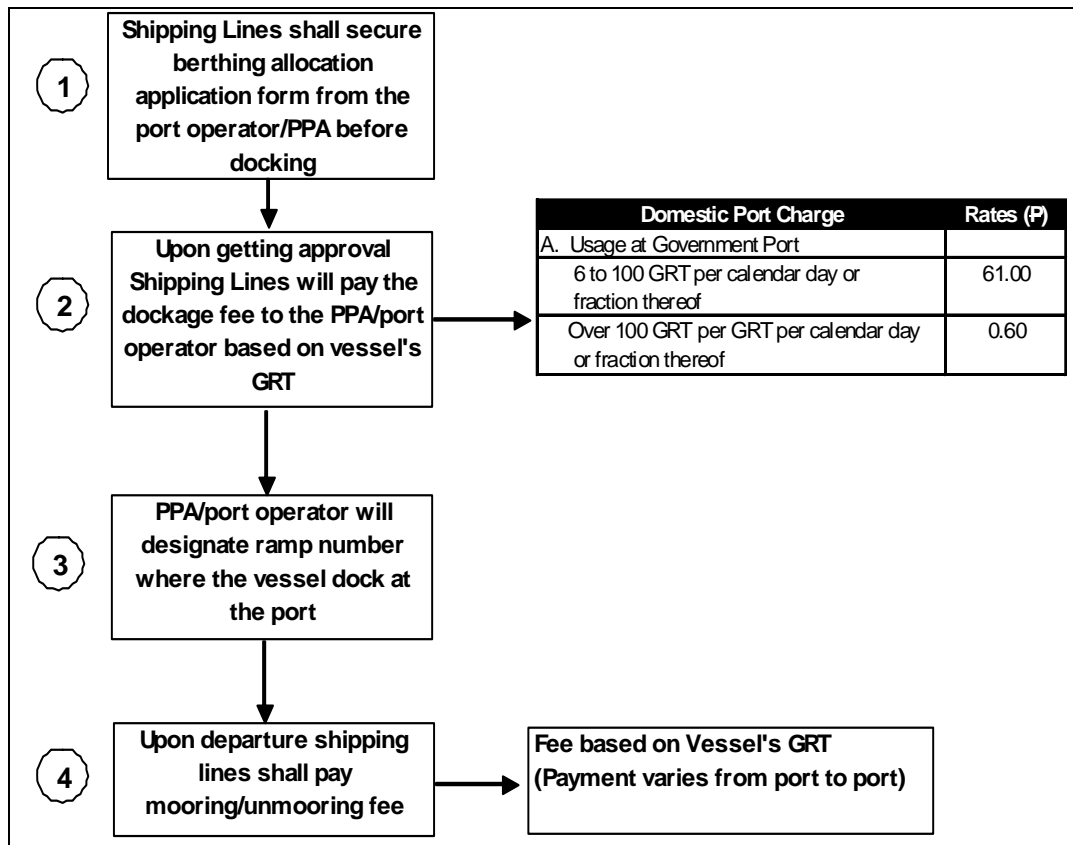 1
Shipping Lines shall secure
berthing allocation
application form from the
port operator/PPA before
docking
2
Upon getting approval
Shipping Lines will pay the
dockage fee to the PPA/port
operator based on vessel's
GRT
Domestic Port Charge Rates (₱)
A. Usage at Government Port
6 to 100 GRT per calendar day or 61.00
fraction thereof
Over 100 GRT per GRT per calendar day 0.60
or fraction thereof
3
PPA/port operator will
designate ramp number
where the vessel dock at
the port
4
Upon departure shipping
lines shall pay
mooring/unmooring fee
Fee based on Vessel's GRT
(Payment varies from port to port)